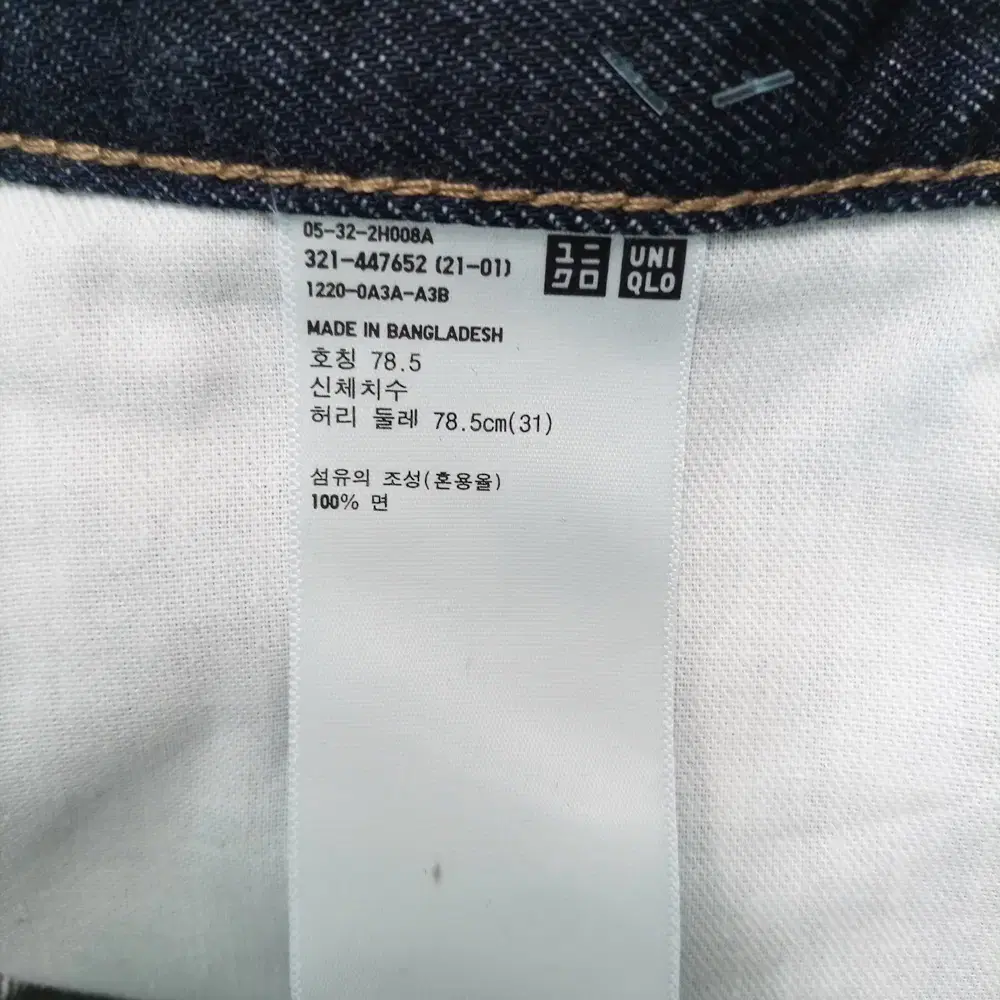 05-32-2H008A
321-447652 (21-01)
1220-0A3A-A3B
ユニ
クロ
UNI
QLO
MADE IN BANGLADESH
호칭 78.5
신체치수
허리 둘레 78.5cm(31)
섬유의 조성(혼용율)
100% 면